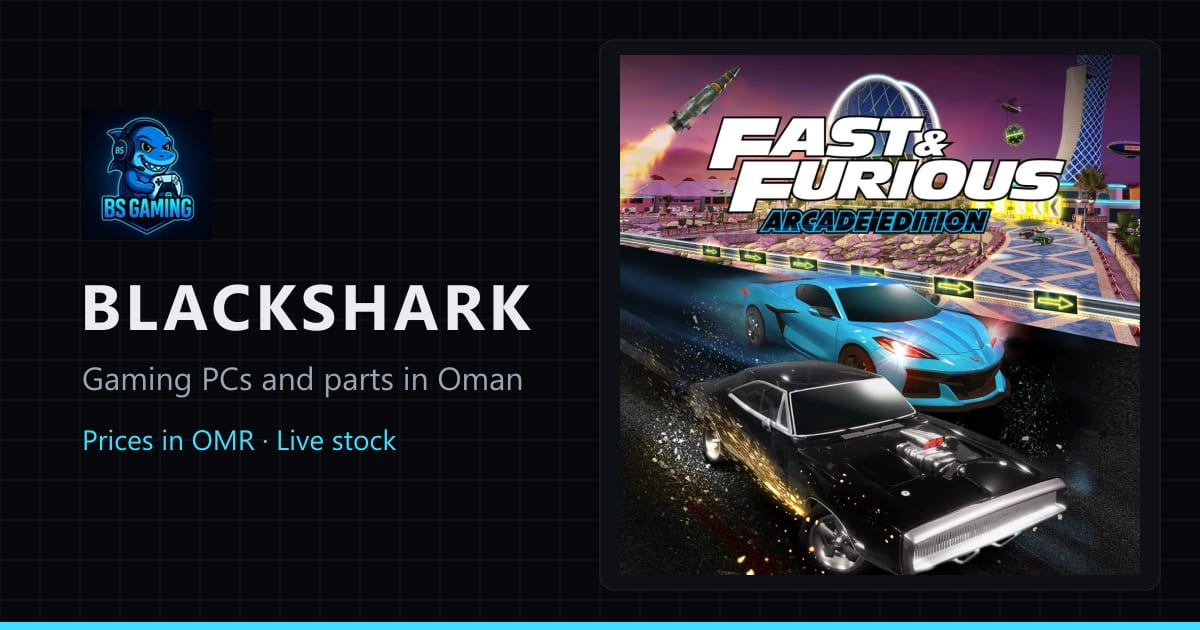 BS
BS GAMING
BLACKSHARK
Gaming PCs and parts in Oman
Prices in OMR · Live stock
FAST &
FURIOUS
ARCADE EDITION